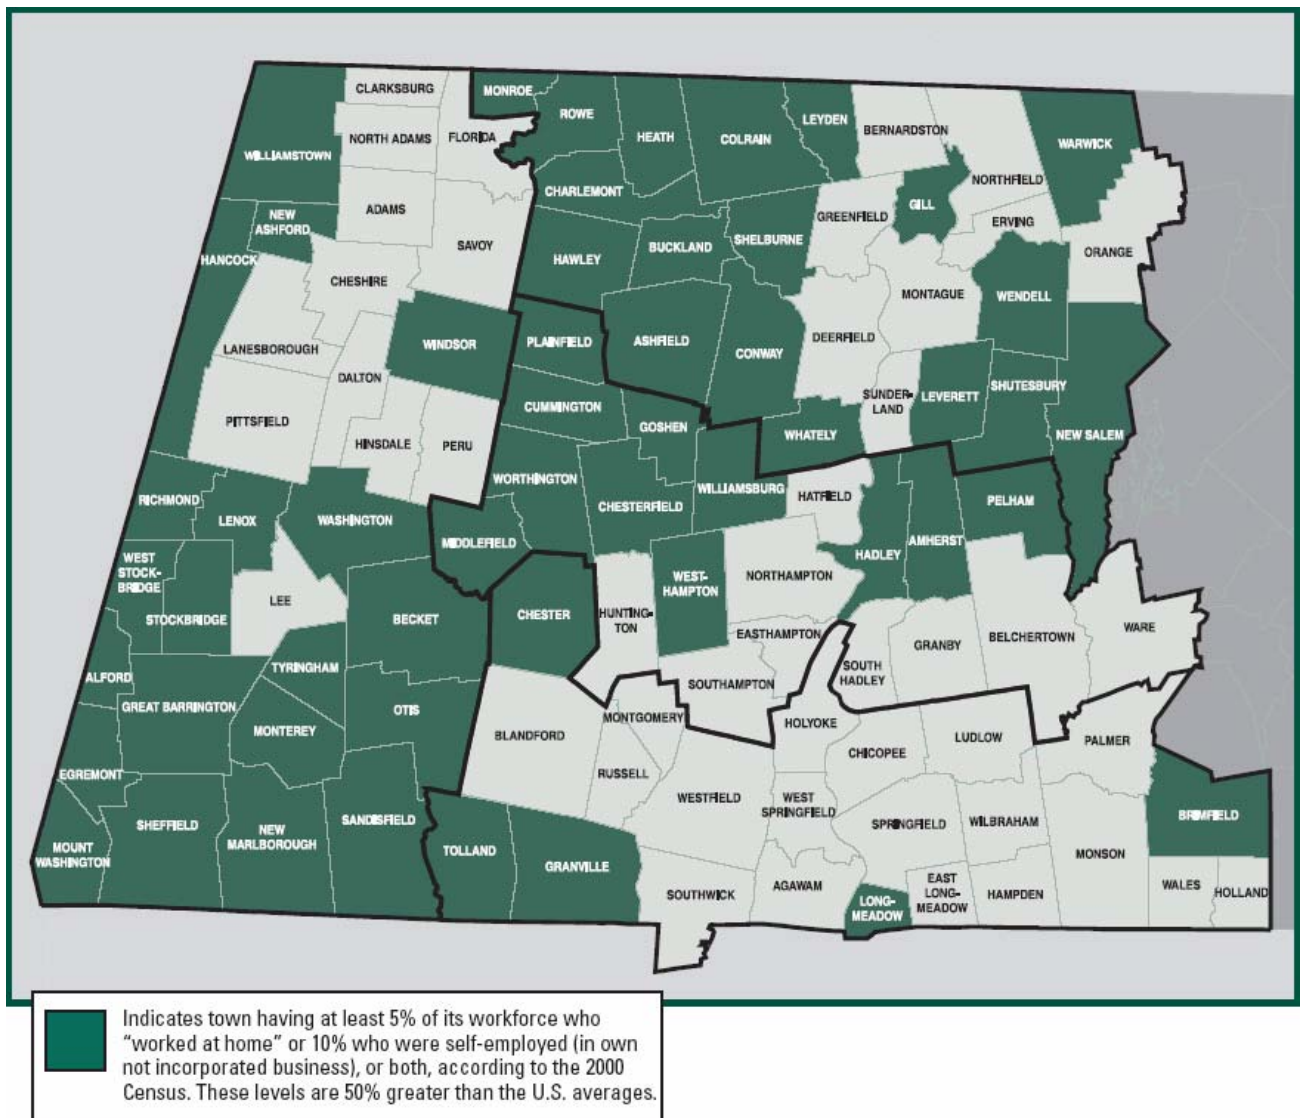 CLARKSBURG
MONROE
ROWE
HEATH
COLRAIN
LEYDEN
BERNARDSTON
WARWICK
WILLIAMSTOWN
NORTH ADAMS
FLORIDA
CHARLEMONT
NORTHFIELD
GILL
ADAMS
NEW
ASHFORD
GREENFIELD
ERVING
SAVOY
BUCKLAND
SHELBURNE
ORANGE
HANCOCK
HAWLEY
CHESHIRE
MONTAGUE
WENDELL
LANESBOROUGH
WINDSOR
PLAINFIELD
ASHFIELD
CONWAY
DEERFIELD
DALTON
SHUTESBURY
SUNDER-
LAND
LEVERETT
CUMMINGTON
GOSHEN
WHATELY
NEW SALEM
PITTSFIELD
HINSDALE
PERU
WORTHINGTON
WILLIAMSBURG
HATFIELD
PELHAM
RICHMOND
LENOX
WASHINGTON
CHESTERFIELD
MIDDLEFIELD
HADLEY
AMHERST
WEST
STOCK-
BRIDGE
NORTHAMPTON
WEST-
HAMPTON
LEE
STOCKBRIDGE
BECKET
CHESTER
HUNTING-
TON
EASTHAMPTON
BELCHERTOWN
WARE
GRANBY
TYRINGHAM
SOUTH
HADLEY
ALFORD
SOUTHAMPTON
GREAT BARRINGTON
OTIS
MONTEREY
BLANDFORD
MONTGOMERY
HOLYOKE
LUDLOW
PALMER
CHICOPEE
EGREMONT
RUSSELL
WESTFIELD
WEST
SPRINGFIELD
SPRINGFIELD
WILBRAHAM
BRIMFIELD
SHEFFIELD
NEW
MARLBOROUGH
SANDISFIELD
MOUNT
WASHINGTON
TOLLAND
GRANVILLE
MONSON
SOUTHWICK
AGAWAM
EAST
LONG-
MEADOW
HAMPDEN
WALES
HOLLAND
LONG-
MEADOW
Indicates town having at least 5% of its workforce who
“worked at home” or 10% who were self-employed (in own
not incorporated business), or both, according to the 2000
Census. These levels are 50% greater than the U.S. averages.